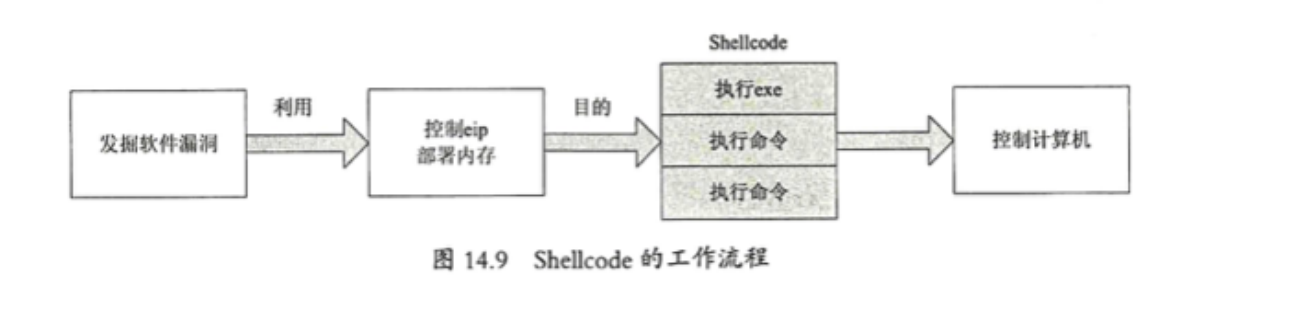 发掘软件漏洞
利用
控制eip
部署内存
目的
Shellcode
执行exe
执行命令
执行命令
控制计算机
图 14.9 Shellcode 的工作流程